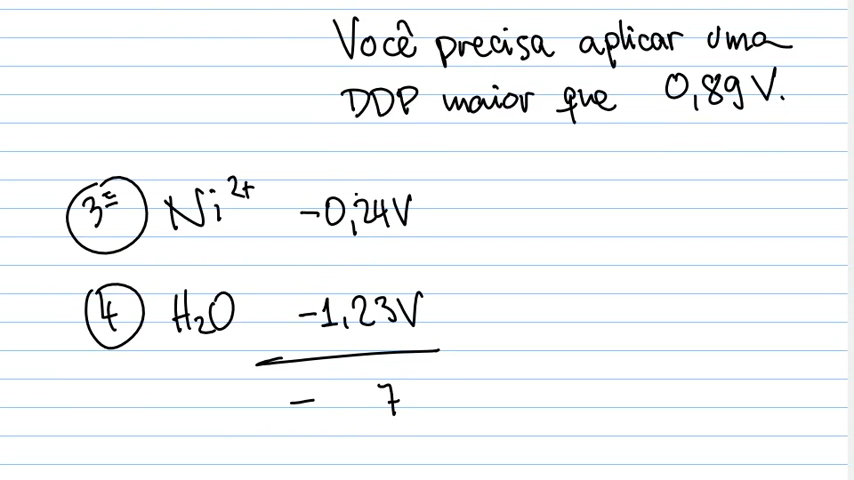 Você precisa aplicar uma
DDP maior que 0,89V.
3º Ni²⁺ -0,24V
4 H₂O -1,23V
- 7